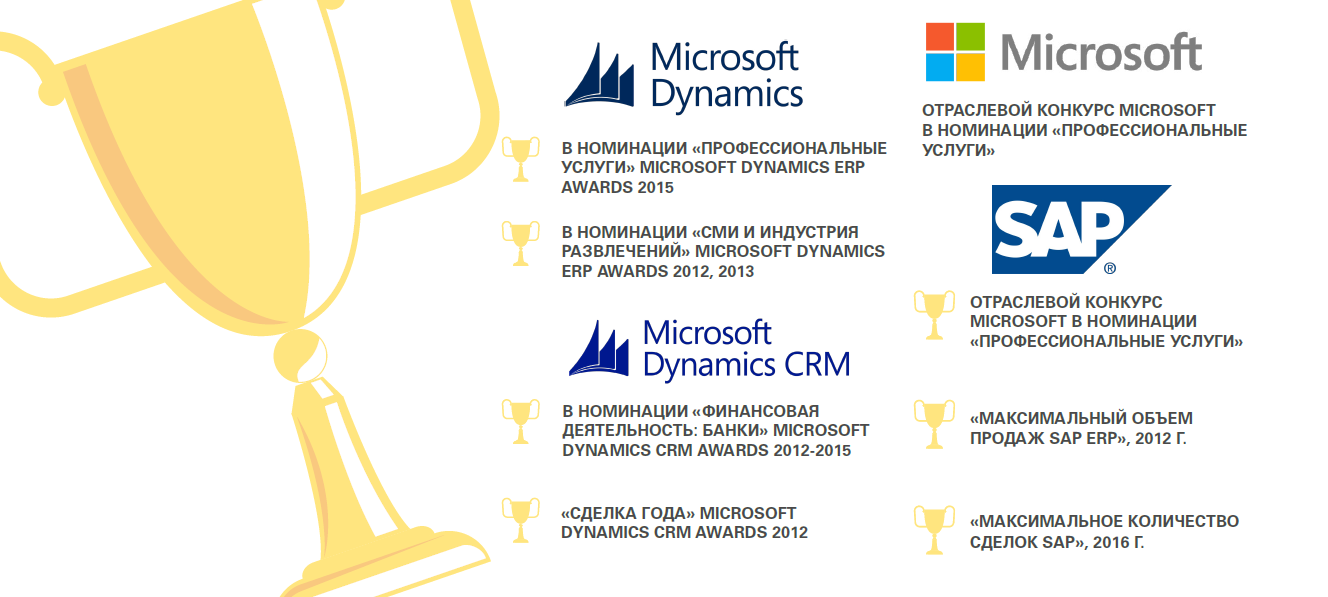 Microsoft
Dynamics
В НОМИНАЦИИ «ПРОФЕССИОНАЛЬНЫЕ
УСЛУГИ» MICROSOFT DYNAMICS ERP
AWARDS 2015
В НОМИНАЦИИ «СМИ И ИНДУСТРИЯ
РАЗВЛЕЧЕНИЙ» MICROSOFT DYNAMICS
ERP AWARDS 2012, 2013
Microsoft
Dynamics CRM
В НОМИНАЦИИ «ФИНАНСОВАЯ
ДЕЯТЕЛЬНОСТЬ: БАНКИ» MICROSOFT
DYNAMICS CRM AWARDS 2012-2015
«СДЕЛКА ГОДА» MICROSOFT
DYNAMICS CRM AWARDS 2012
Microsoft
ОТРАСЛЕВОЙ КОНКУРС MICROSOFT
В НОМИНАЦИИ «ПРОФЕССИОНАЛЬНЫЕ
УСЛУГИ»
SAP®
ОТРАСЛЕВОЙ КОНКУРС
MICROSOFT В НОМИНАЦИИ
«ПРОФЕССИОНАЛЬНЫЕ УСЛУГИ»
«МАКСИМАЛЬНЫЙ ОБЪЕМ
ПРОДАЖ SAP ERP», 2012 Г.
«МАКСИМАЛЬНОЕ КОЛИЧЕСТВО
СДЕЛОК SAP», 2016 Г.